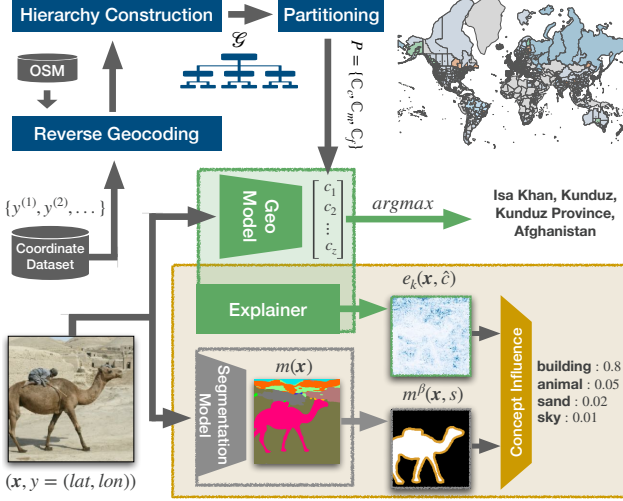 Hierarchy Construction
Partitioning
𝒢
OSM
P = {ℂ_c, ℂ_m, ℂ_f}
Reverse Geocoding
{y^(1), y^(2), ...}
Coordinate
Dataset
Geo
Model
c_1
c_2
⋮
c_z
argmax
Isa Khan, Kunduz,
Kunduz Province,
Afghanistan
Explainer
e_k(x, ĉ)
Segmentation
Model
m(x)
m^β(x, s)
Concept Influence
building : 0.8
animal : 0.05
sand : 0.02
sky : 0.01
(x, y = (lat, lon))